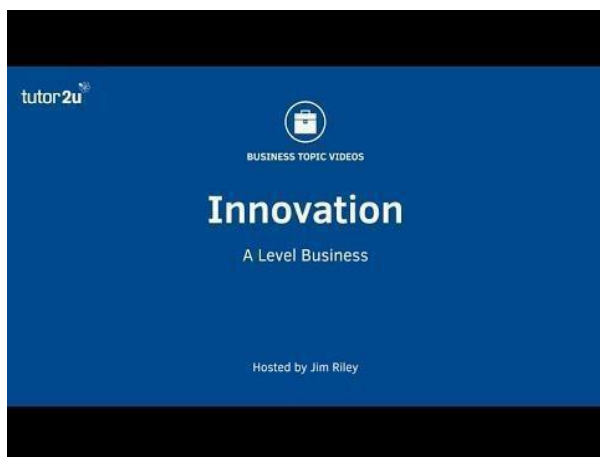 tutor2u
BUSINESS TOPIC VIDEOS
Innovation
A Level Business
Hosted by Jim Riley